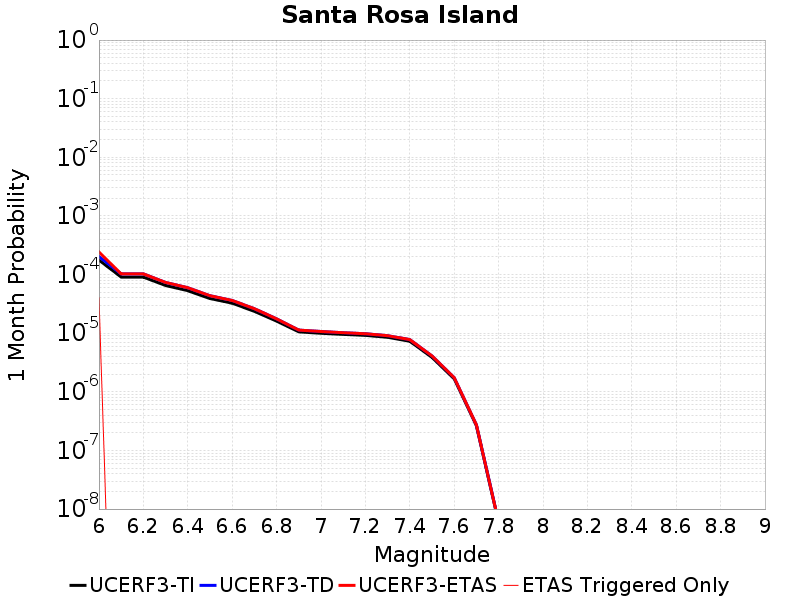 Santa Rosa Island
1 Month Probability
10^0
10^-1
10^-2
10^-3
10^-4
10^-5
10^-6
10^-7
10^-8
6 6.2 6.4 6.6 6.8 7 7.2 7.4 7.6 7.8 8 8.2 8.4 8.6 8.8 9
Magnitude
UCERF3-TI UCERF3-TD UCERF3-ETAS ETAS Triggered Only